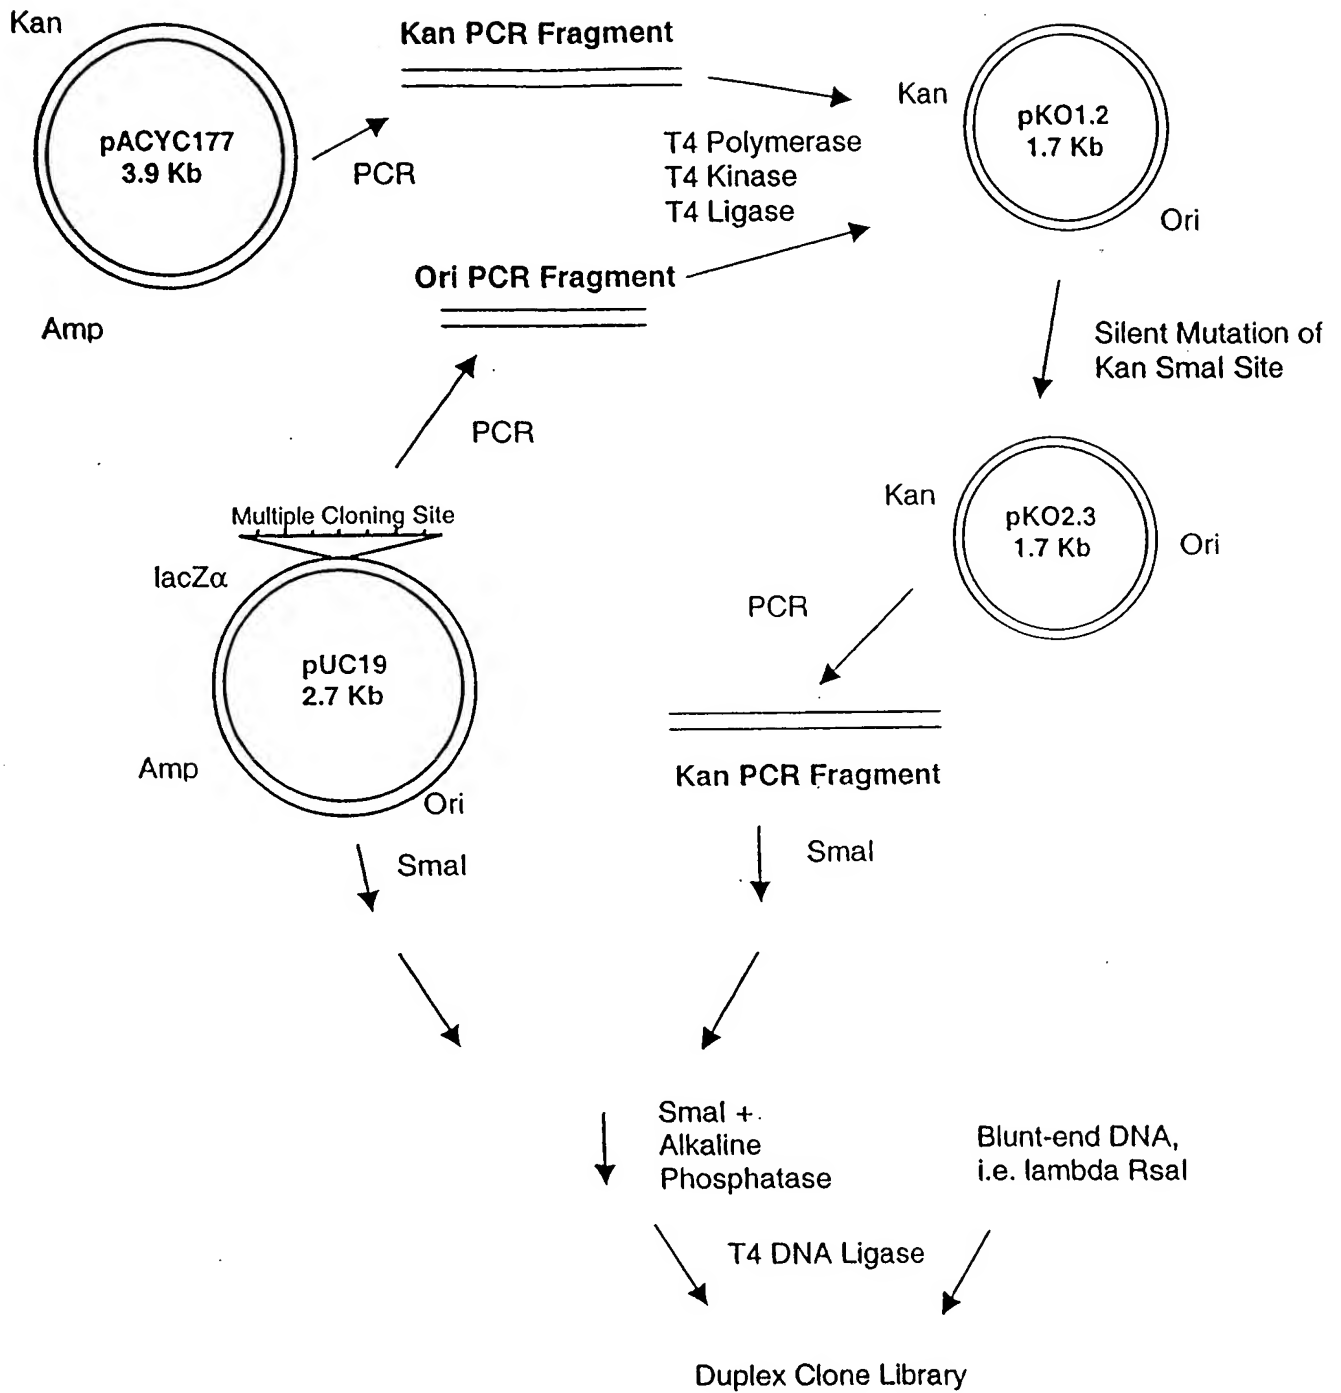 Kan
Kan PCR Fragment
pACYC177
3.9 Kb
PCR
T4 Polymerase
T4 Kinase
T4 Ligase
Kan
pKO1.2
1.7 Kb
Ori
Amp
Ori PCR Fragment
Silent Mutation of
Kan SmaI Site
PCR
Multiple Cloning Site
lacZα
pUC19
2.7 Kb
Amp
Ori
Kan
pKO2.3
1.7 Kb
Ori
PCR
Kan PCR Fragment
SmaI
SmaI
SmaI +
Alkaline
Phosphatase
Blunt-end DNA,
i.e. lambda RsaI
T4 DNA Ligase
Duplex Clone Library